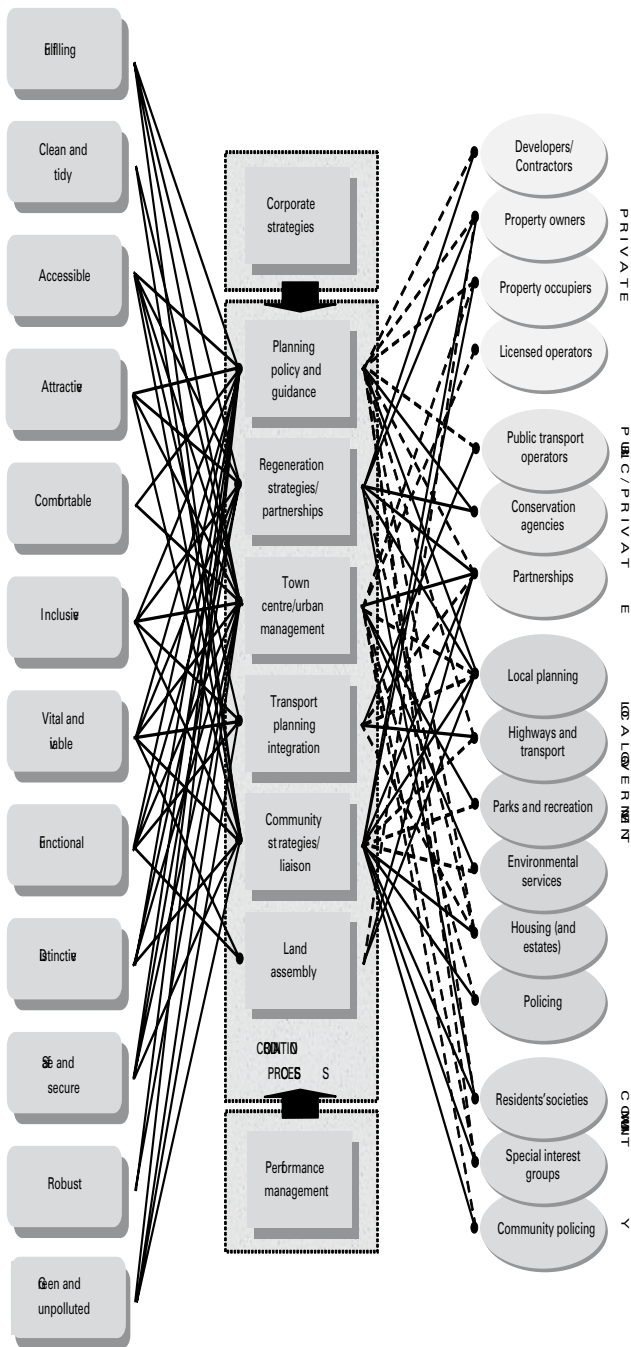 Fulfilling
Clean and
tidy
Accessible
Attractive
Comfortable
Inclusive
Vital and
viable
Functional
Distinctive
Safe and
secure
Robust
Green and
unpolluted
Corporate
strategies
Planning
policy and
guidance
Regeneration
strategies/
partnerships
Town
centre/urban
management
Transport
planning
integration
Community
strategies/
liaison
Land
assembly
COORDINATION
PROCESS
Performance
management
Developers/
Contractors
Property owners
Property occupiers
Licensed operators
PRIVATE
Public transport
operators
Conservation
agencies
Partnerships
PUBLIC/PRIVATE
Local planning
Highways and
transport
Parks and recreation
Environmental
services
Housing (and
estates)
Policing
LOCAL GOVERNMENT
Residents' societies
Special interest
groups
Community policing
COMMUNITY